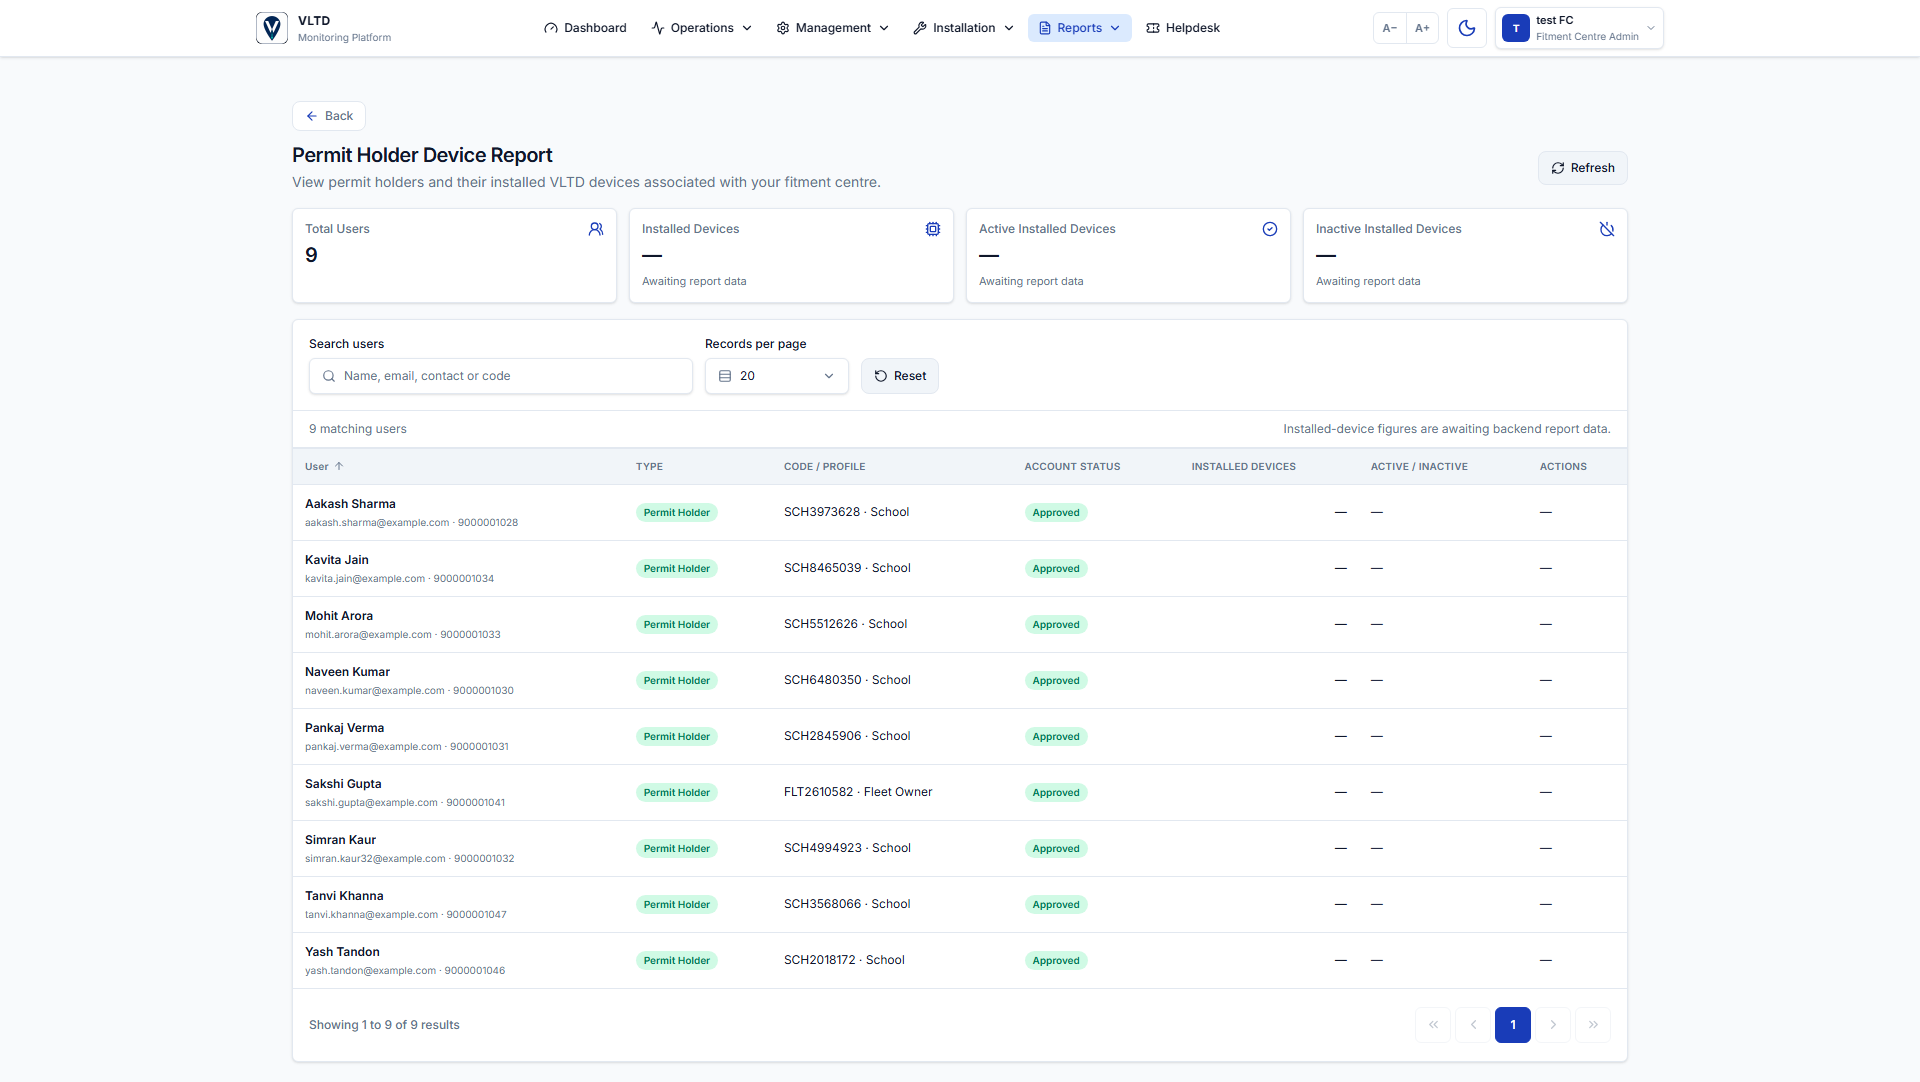 VLTD
Monitoring Platform
Dashboard
Operations
Management
Installation
Reports
Helpdesk
A−
A+
T
test FC
Fitment Centre Admin
Back
Permit Holder Device Report
View permit holders and their installed VLTD devices associated with your fitment centre.
Refresh
Total Users
9
Installed Devices
—
Awaiting report data
Active Installed Devices
—
Awaiting report data
Inactive Installed Devices
—
Awaiting report data
Search users
Name, email, contact or code
Records per page
20
Reset
9 matching users
Installed-device figures are awaiting backend report data.
User TYPE CODE / PROFILE ACCOUNT STATUS INSTALLED DEVICES ACTIVE / INACTIVE ACTIONS
Aakash Sharma
aakash.sharma@example.com · 9000001028
Permit Holder SCH3973628 · School Approved — — —
Kavita Jain
kavita.jain@example.com · 9000001034
Permit Holder SCH8465039 · School Approved — — —
Mohit Arora
mohit.arora@example.com · 9000001033
Permit Holder SCH5512626 · School Approved — — —
Naveen Kumar
naveen.kumar@example.com · 9000001030
Permit Holder SCH6480350 · School Approved — — —
Pankaj Verma
pankaj.verma@example.com · 9000001031
Permit Holder SCH2845906 · School Approved — — —
Sakshi Gupta
sakshi.gupta@example.com · 9000001041
Permit Holder FLT2610582 · Fleet Owner Approved — — —
Simran Kaur
simran.kaur32@example.com · 9000001032
Permit Holder SCH4994923 · School Approved — — —
Tanvi Khanna
tanvi.khanna@example.com · 9000001047
Permit Holder SCH3568066 · School Approved — — —
Yash Tandon
yash.tandon@example.com · 9000001046
Permit Holder SCH2018172 · School Approved — — —
Showing 1 to 9 of 9 results
« ‹ 1 › »